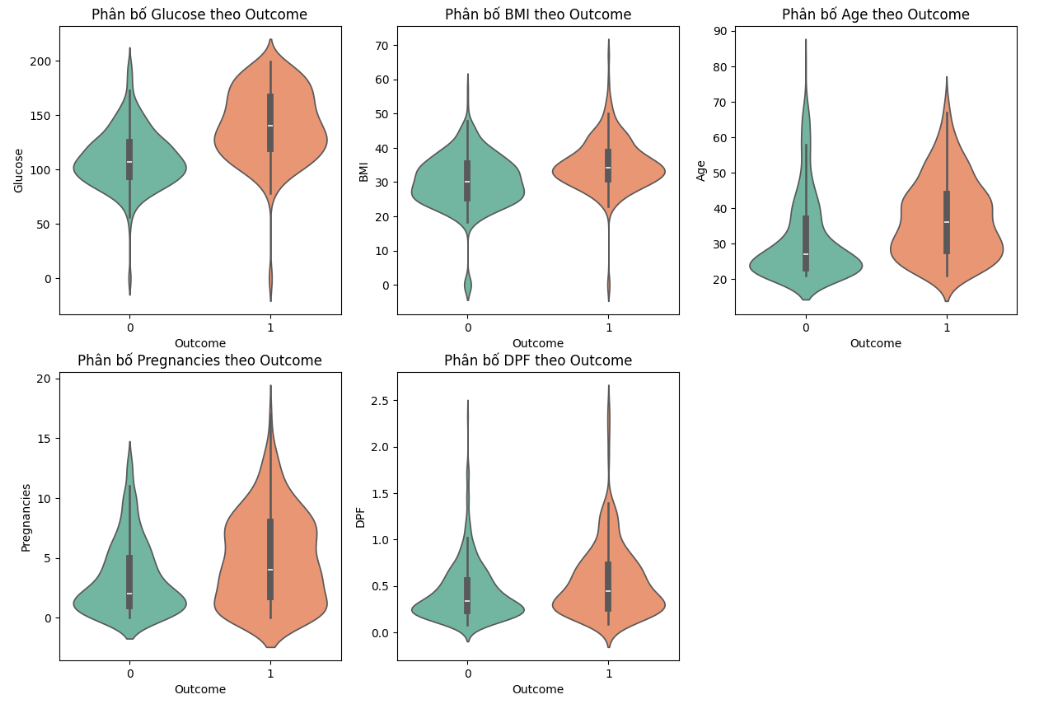 Phân bố Glucose theo Outcome
Phân bố BMI theo Outcome
Phân bố Age theo Outcome
Glucose
200
150
100
50
0
0
1
Outcome
BMI
70
60
50
40
30
20
10
0
0
1
Outcome
Age
90
80
70
60
50
40
30
20
0
1
Outcome
Phân bố Pregnancies theo Outcome
Phân bố DPF theo Outcome
Pregnancies
20
15
10
5
0
0
1
Outcome
DPF
2.5
2.0
1.5
1.0
0.5
0.0
0
1
Outcome